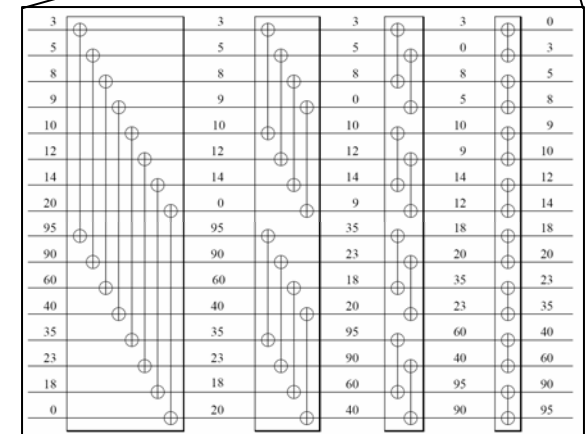 3 3 3 3 0
5 5 5 0 3
8 8 8 8 5
9 9 0 5 8
10 10 10 10 9
12 12 12 9 10
14 14 14 14 12
20 0 9 12 14
95 95 35 18 18
90 90 23 20 20
60 60 18 35 23
40 40 20 23 35
35 35 95 60 40
23 23 90 40 60
18 18 60 95 90
0 20 40 90 95